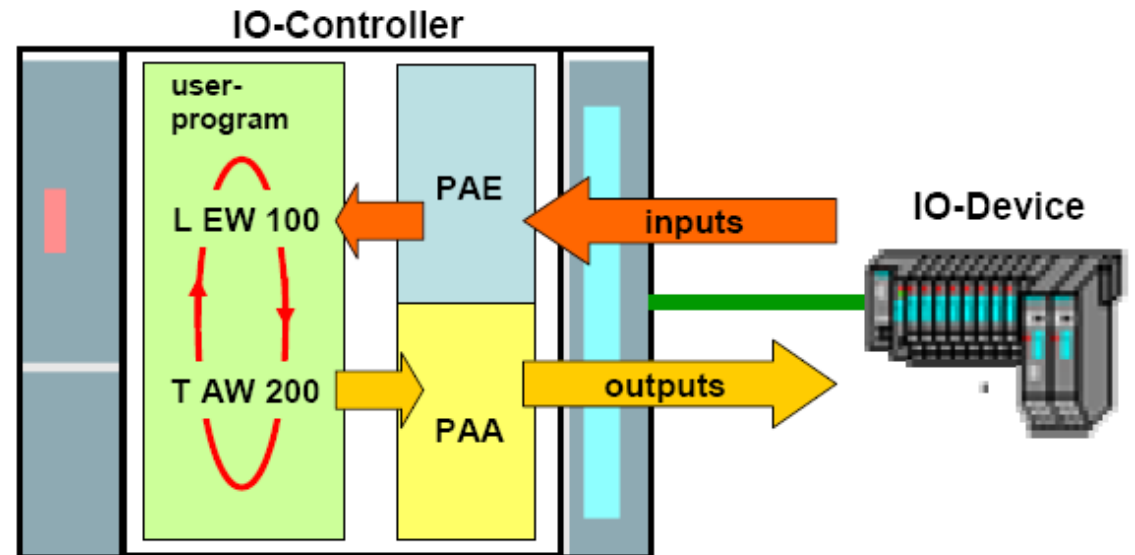 IO-Controller
user-
program
L EW 100
T AW 200
PAE
PAA
inputs
outputs
IO-Device